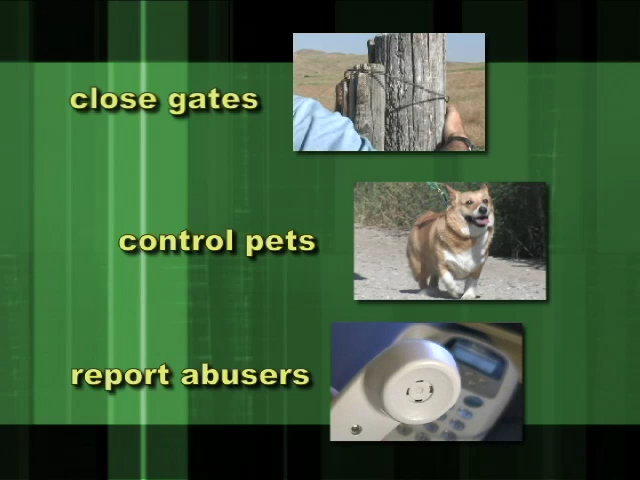 close gates
control pets
report abusers